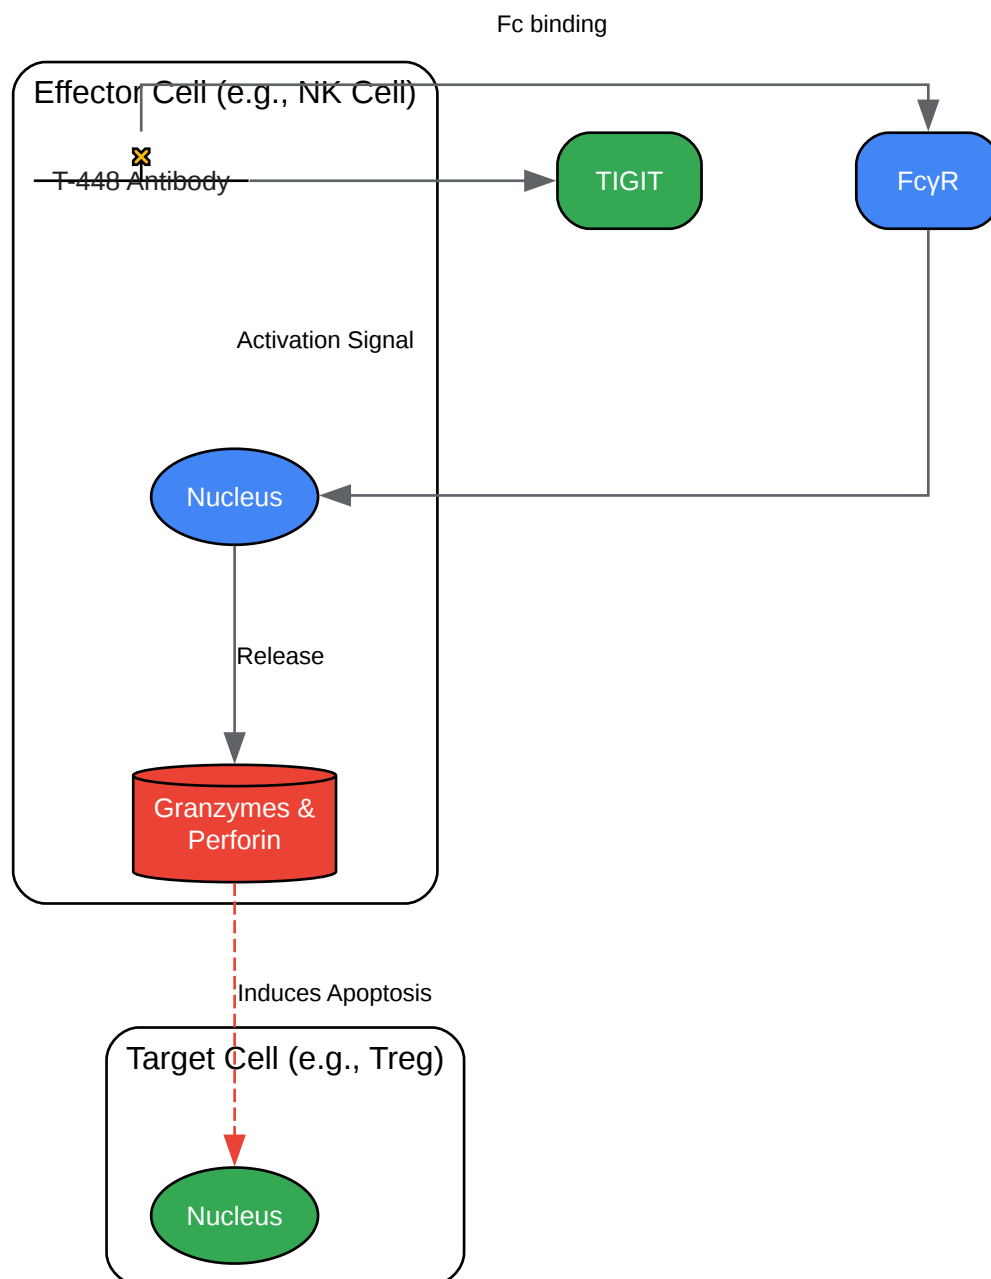 Fc binding
Effector Cell (e.g., NK Cell)
T-448 Antibody
TIGIT
FcγR
Activation Signal
Nucleus
Release
Granzymes &
Perforin
Induces Apoptosis
Target Cell (e.g., Treg)
Nucleus